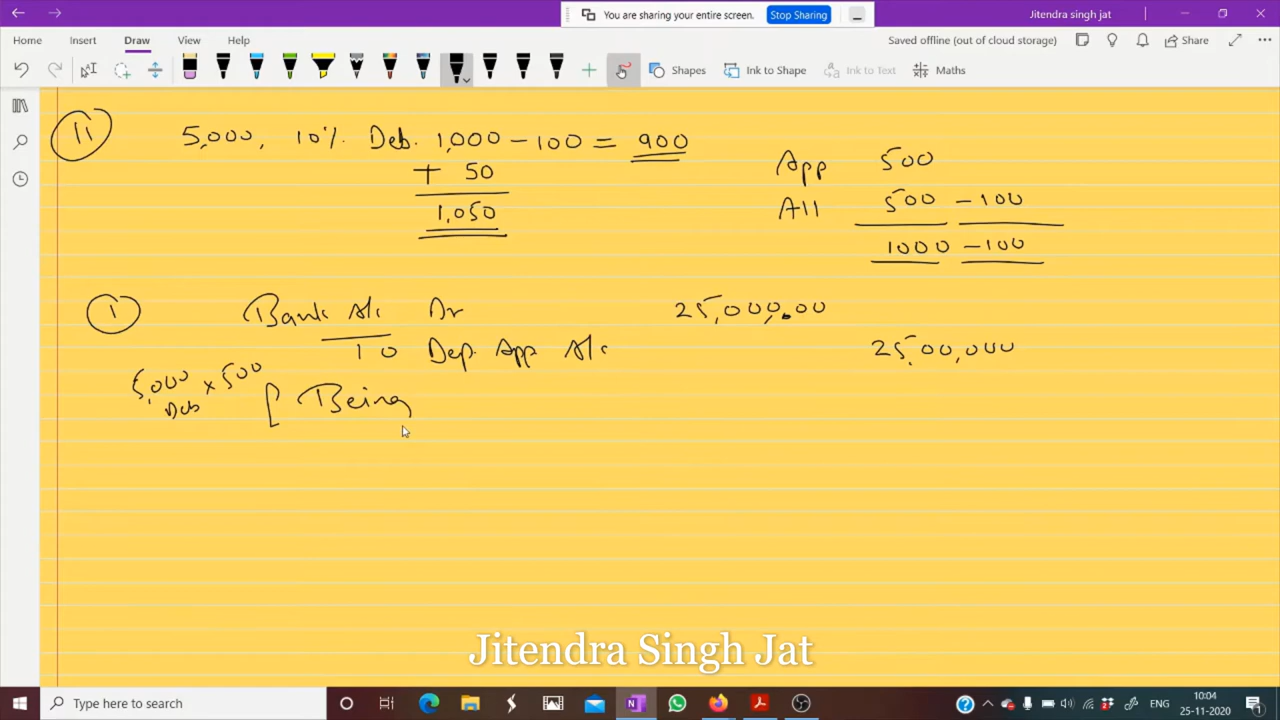 You are sharing your entire screen. Stop Sharing
Jitendra singh jat
Home Insert Draw View Help
Saved offline (out of cloud storage)
Share
Shapes Ink to Shape Ink to Text Maths
11 5,000, 10% Deb. 1,000 - 100 = 900
+ 50
1,050
App 500
All 500 - 100
1000 - 100
1 Bank A/c Dr 25,000,00
To Dep. App A/c 25,00,000
5,000 Deb × 500
[ Being
Jitendra Singh Jat
Type here to search
ENG
10:04
25-11-2020
1